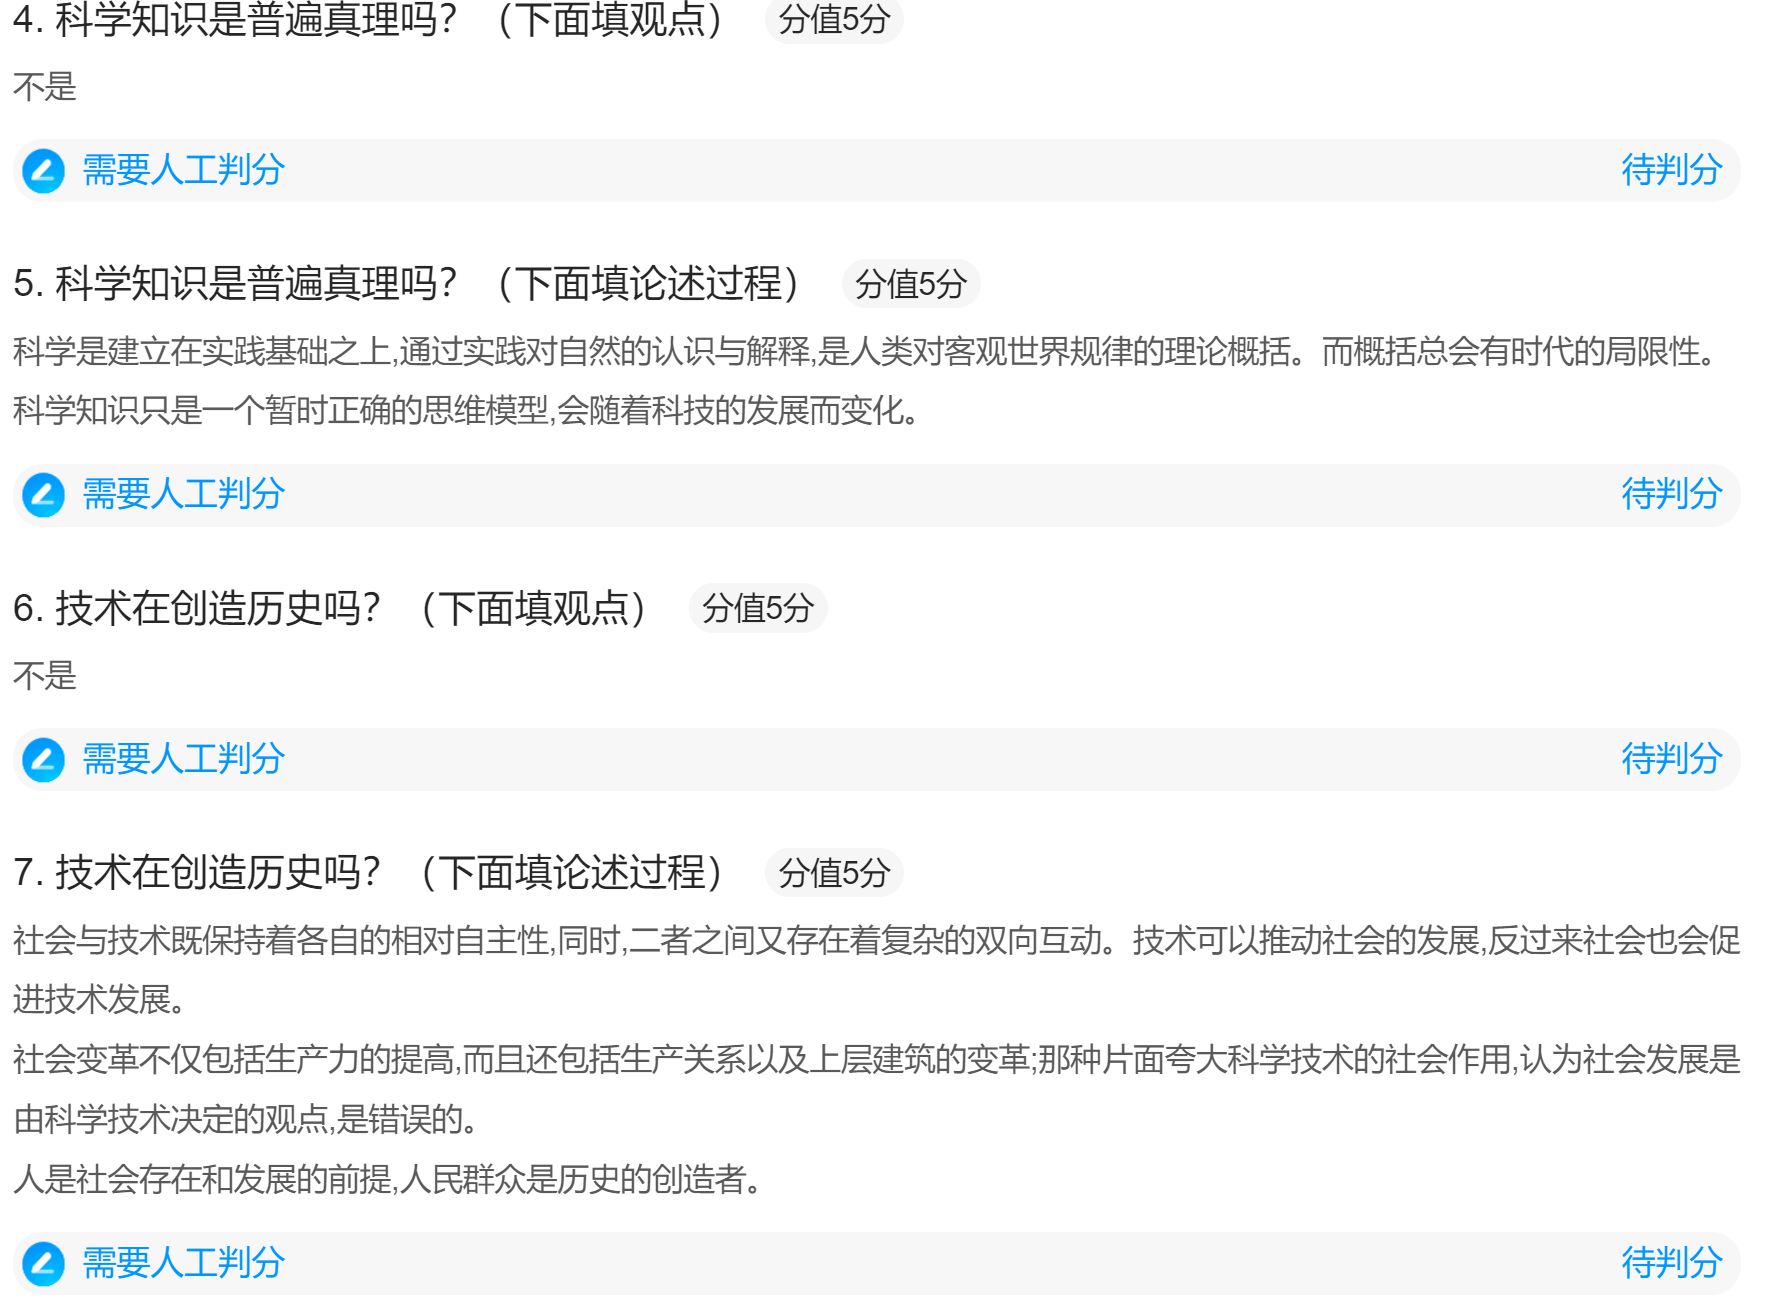 4. 科学知识是普遍真理吗？（下面填观点） 分值5分
不是
需要人工判分 待判分
5. 科学知识是普遍真理吗？（下面填论述过程） 分值5分
科学是建立在实践基础之上,通过实践对自然的认识与解释,是人类对客观世界规律的理论概括。而概括总会有时代的局限性。
科学知识只是一个暂时正确的思维模型,会随着科技的发展而变化。
需要人工判分 待判分
6. 技术在创造历史吗？（下面填观点） 分值5分
不是
需要人工判分 待判分
7. 技术在创造历史吗？（下面填论述过程） 分值5分
社会与技术既保持着各自的相对自主性,同时,二者之间又存在着复杂的双向互动。技术可以推动社会的发展,反过来社会也会促
进技术发展。
社会变革不仅包括生产力的提高,而且还包括生产关系以及上层建筑的变革;那种片面夸大科学技术的社会作用,认为社会发展是
由科学技术决定的观点,是错误的。
人是社会存在和发展的前提,人民群众是历史的创造者。
需要人工判分 待判分